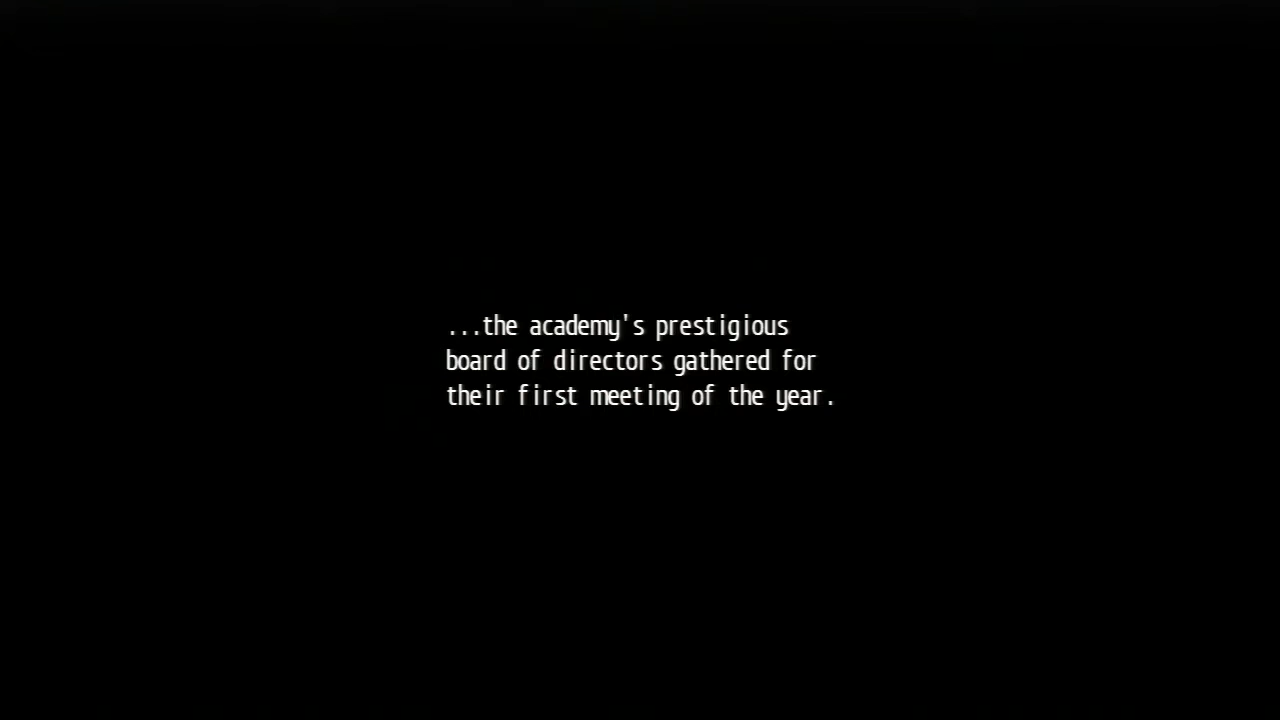 ...the academy's prestigious
board of directors gathered for
their first meeting of the year.